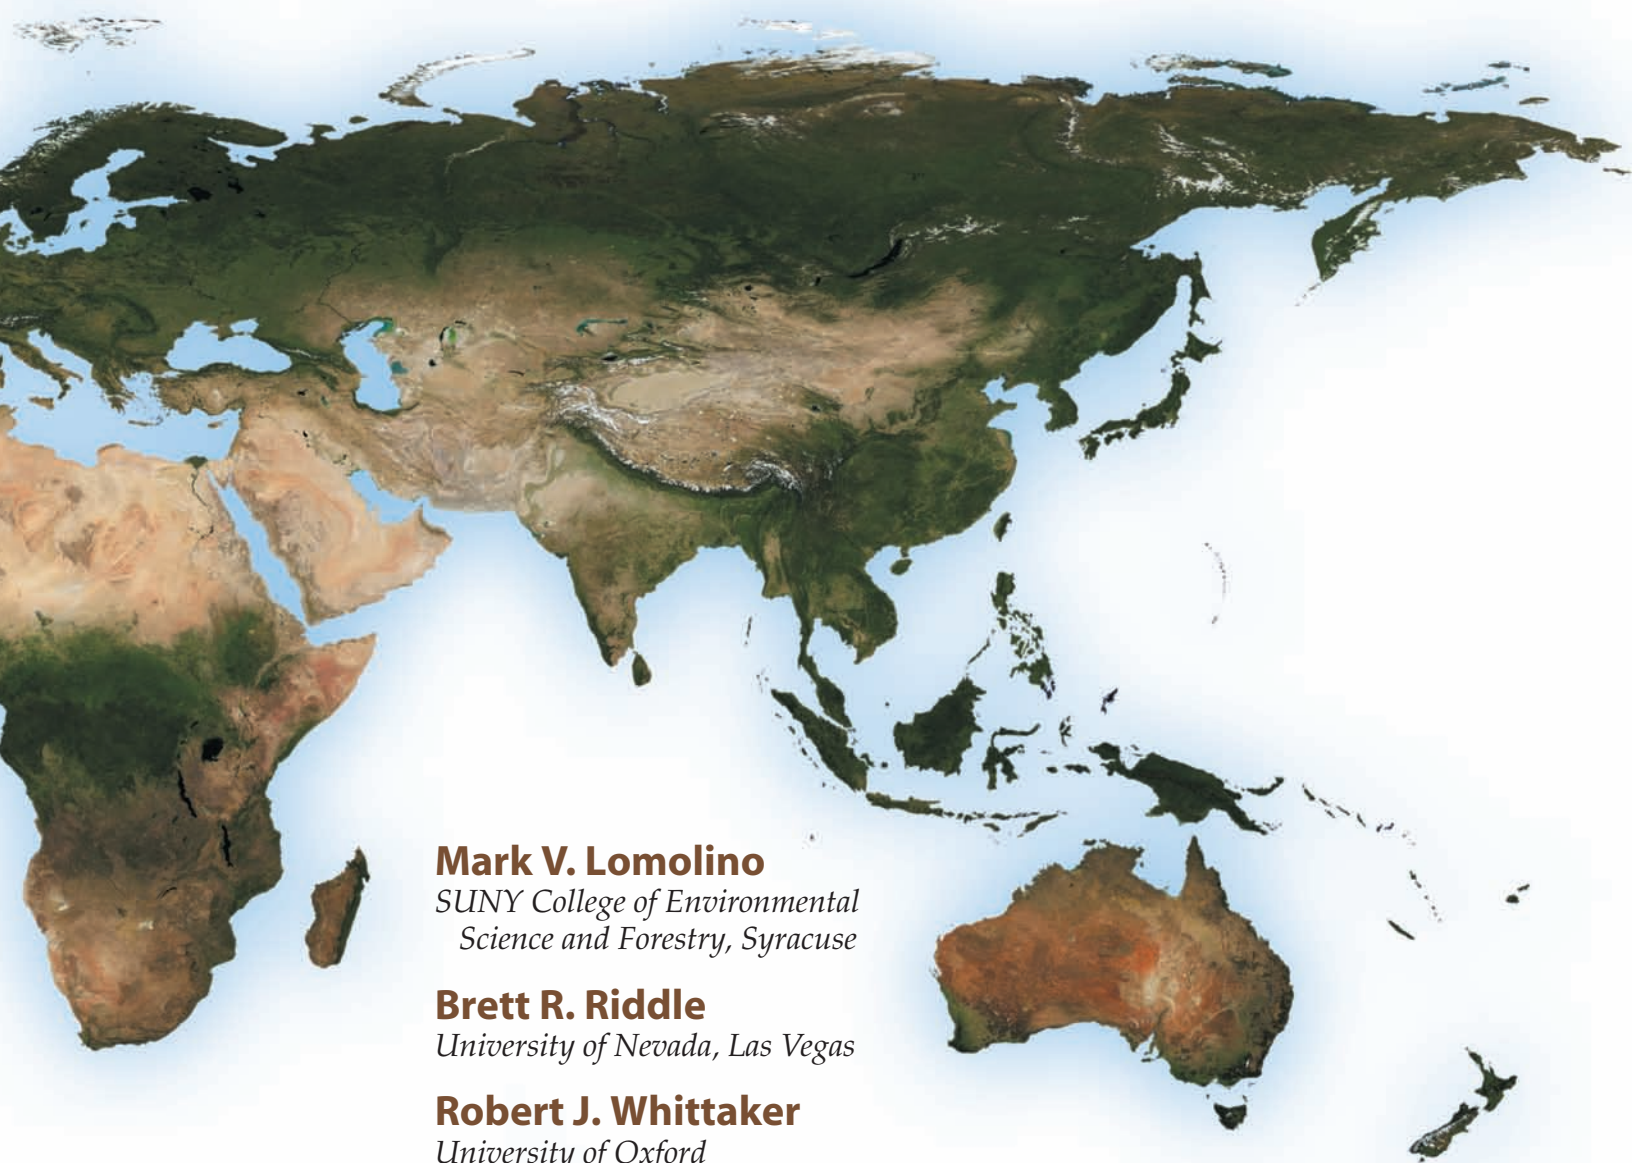 Mark V. Lomolino
SUNY College of Environmental
Science and Forestry, Syracuse
Brett R. Riddle
University of Nevada, Las Vegas
Robert J. Whittaker
University of Oxford